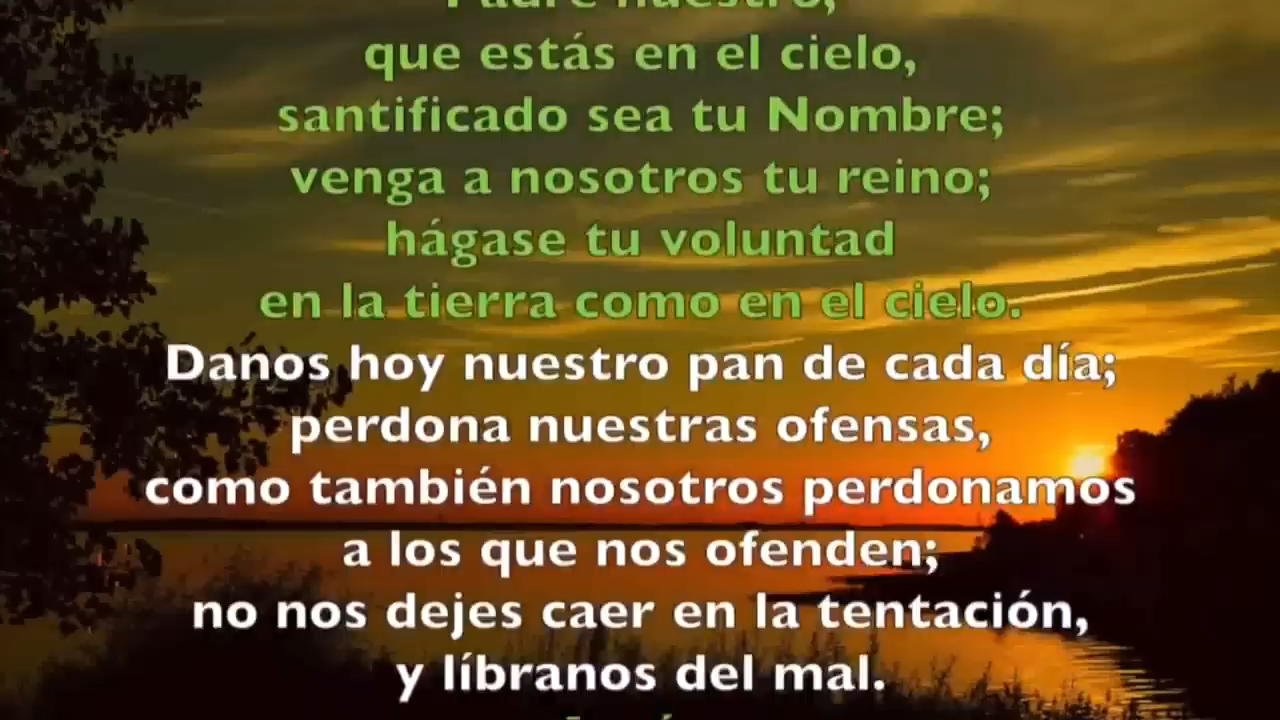 Padre nuestro,
que estás en el cielo,
santificado sea tu Nombre;
venga a nosotros tu reino;
hágase tu voluntad
en la tierra como en el cielo.
Danos hoy nuestro pan de cada día;
perdona nuestras ofensas,
como también nosotros perdonamos
a los que nos ofenden;
no nos dejes caer en la tentación,
y líbranos del mal.